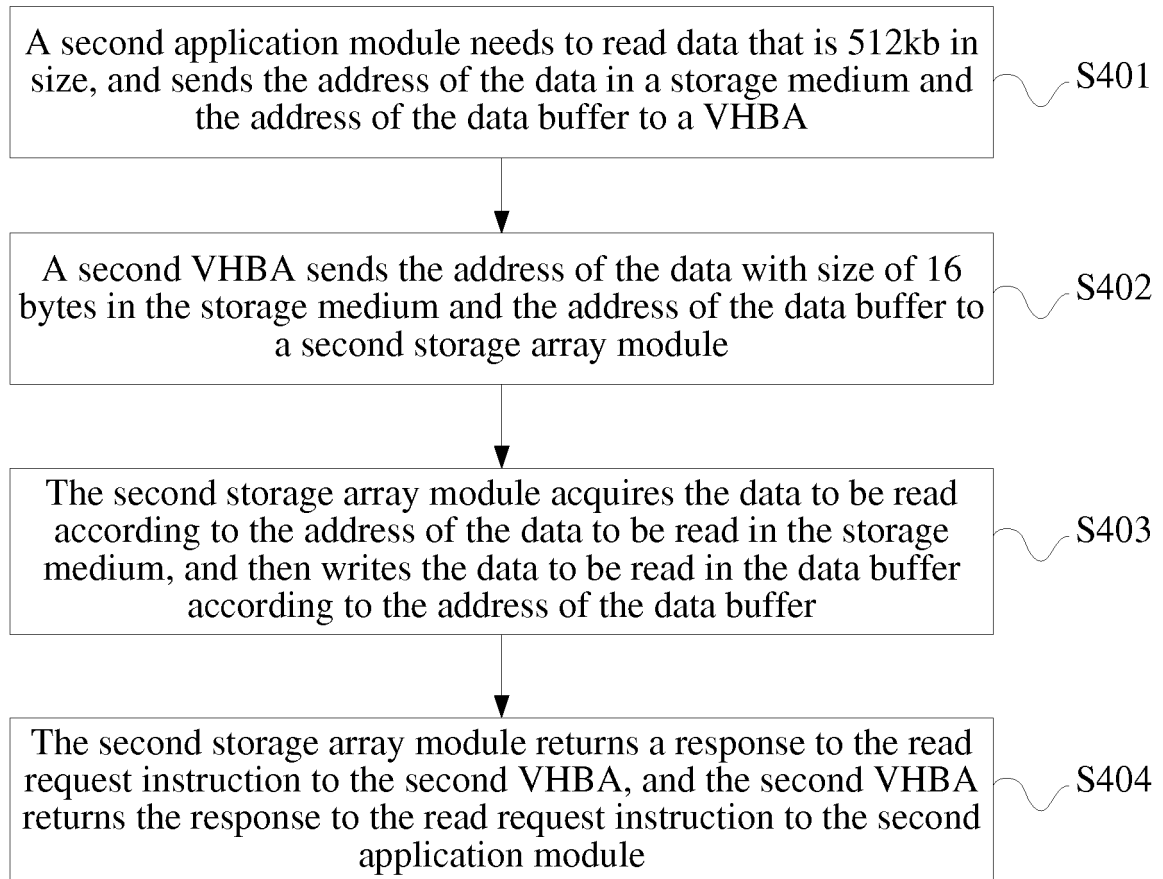 A second application module needs to read data that is 512kb in
size, and sends the address of the data in a storage medium and
the address of the data buffer to a VHBA
S401
A second VHBA sends the address of the data with size of 16
bytes in the storage medium and the address of the data buffer to
a second storage array module
S402
The second storage array module acquires the data to be read
according to the address of the data to be read in the storage
medium, and then writes the data to be read in the data buffer
according to the address of the data buffer
S403
The second storage array module returns a response to the read
request instruction to the second VHBA, and the second VHBA
returns the response to the read request instruction to the second
application module
S404